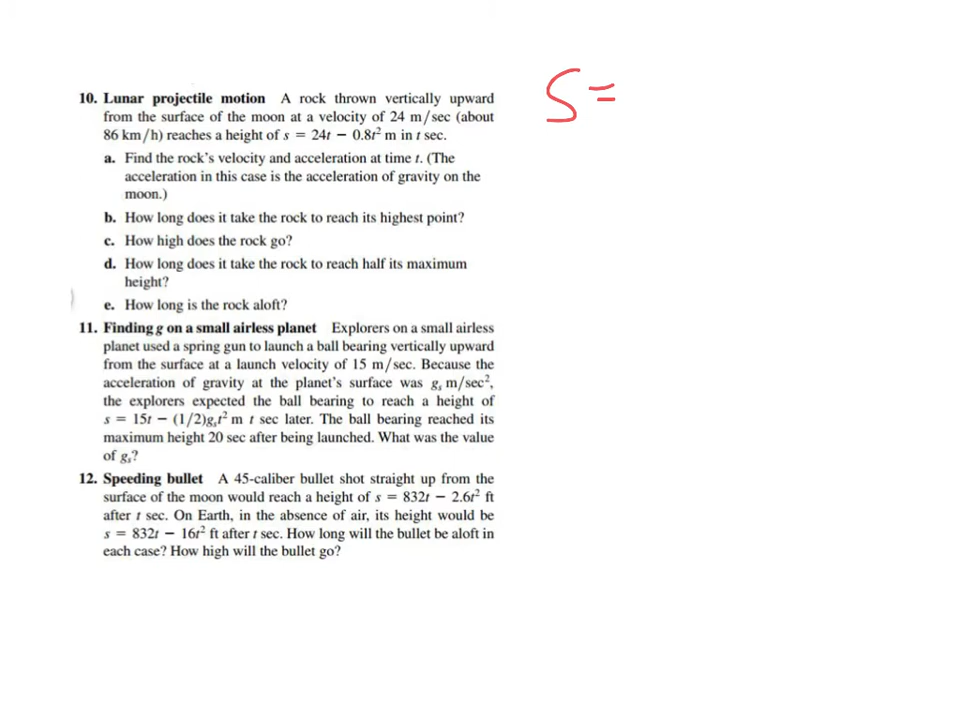 10. Lunar projectile motion A rock thrown vertically upward
from the surface of the moon at a velocity of 24 m/sec (about
86 km/h) reaches a height of s = 24t − 0.8t² m in t sec.
a. Find the rock's velocity and acceleration at time t. (The
acceleration in this case is the acceleration of gravity on the
moon.)
b. How long does it take the rock to reach its highest point?
c. How high does the rock go?
d. How long does it take the rock to reach half its maximum
height?
e. How long is the rock aloft?
11. Finding g on a small airless planet Explorers on a small airless
planet used a spring gun to launch a ball bearing vertically upward
from the surface at a launch velocity of 15 m/sec. Because the
acceleration of gravity at the planet's surface was gₛ m/sec²,
the explorers expected the ball bearing to reach a height of
s = 15t − (1/2)gₛt² m t sec later. The ball bearing reached its
maximum height 20 sec after being launched. What was the value
of gₛ?
12. Speeding bullet A 45-caliber bullet shot straight up from the
surface of the moon would reach a height of s = 832t − 2.6t² ft
after t sec. On Earth, in the absence of air, its height would be
s = 832t − 16t² ft after t sec. How long will the bullet be aloft in
each case? How high will the bullet go?
S =